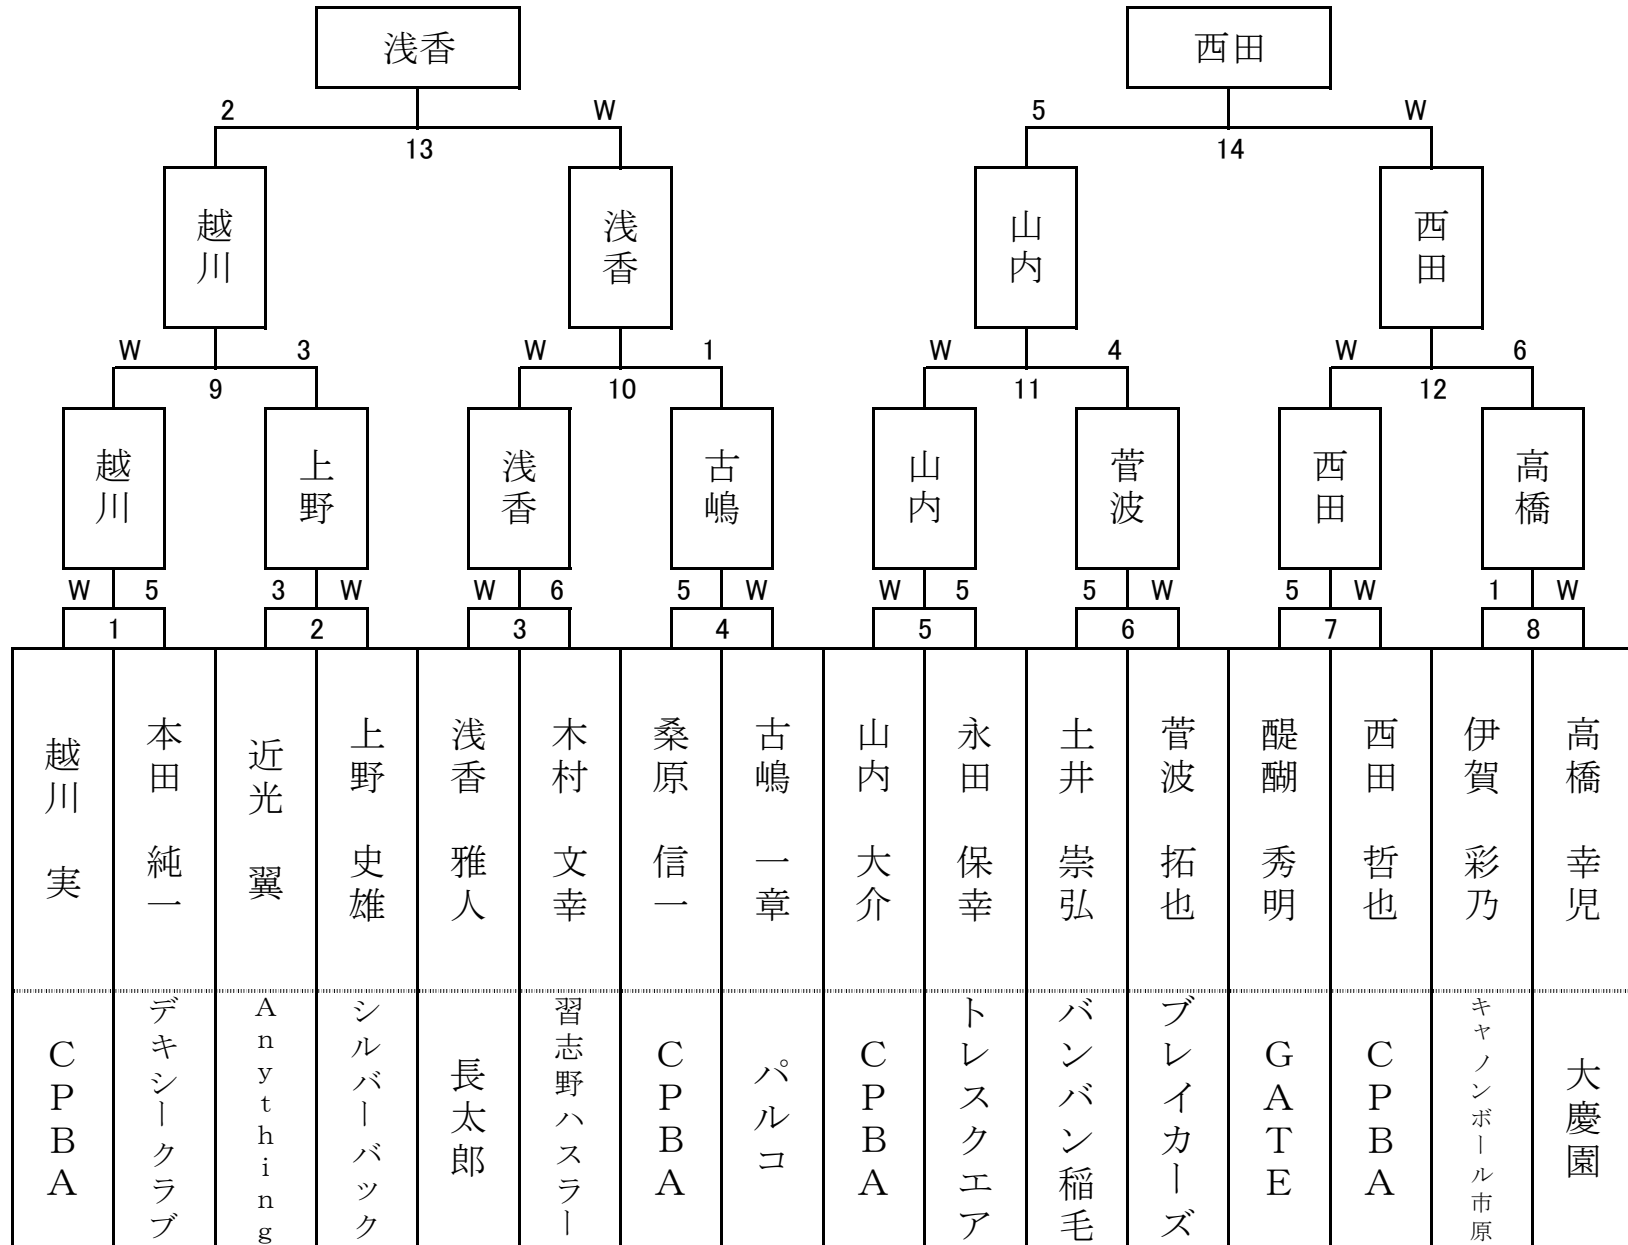 浅香 西田
2 W 5 W
13 14
越川 浅香 山内 西田
W 3 W 1 W 4 W 6
9 10 11 12
越川 上野 浅香 古嶋 山内 菅波 西田 高橋
W 5 3 W W 6 5 W W 5 5 W 5 W 1 W
1 2 3 4 5 6 7 8
越川 実
本田 純一
近光 翼
上野 史雄
浅香 雅人
木村 文幸
桑原 信一
古嶋 一章
山内 大介
永田 保幸
土井 崇弘
菅波 拓也
醍醐 秀明
西田 哲也
伊賀 彩乃
高橋 幸児
CPBA
デキシークラブ
Anything
シルバーバック
長太郎
習志野ハスラー
CPBA
パルコ
CPBA
トレスクエア
バンバン稲毛
ブレイカーズ
GATE
CPBA
キャノンボール市原
大慶園